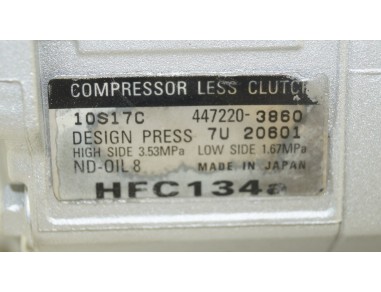 COMPRESSOR LESS CLUTCH
10S17C 447220-3860
DESIGN PRESS 7U 20601
HIGH SIDE 3.53MPa LOW SIDE 1.67MPa
ND-OIL 8 MADE IN JAPAN
HFC134a